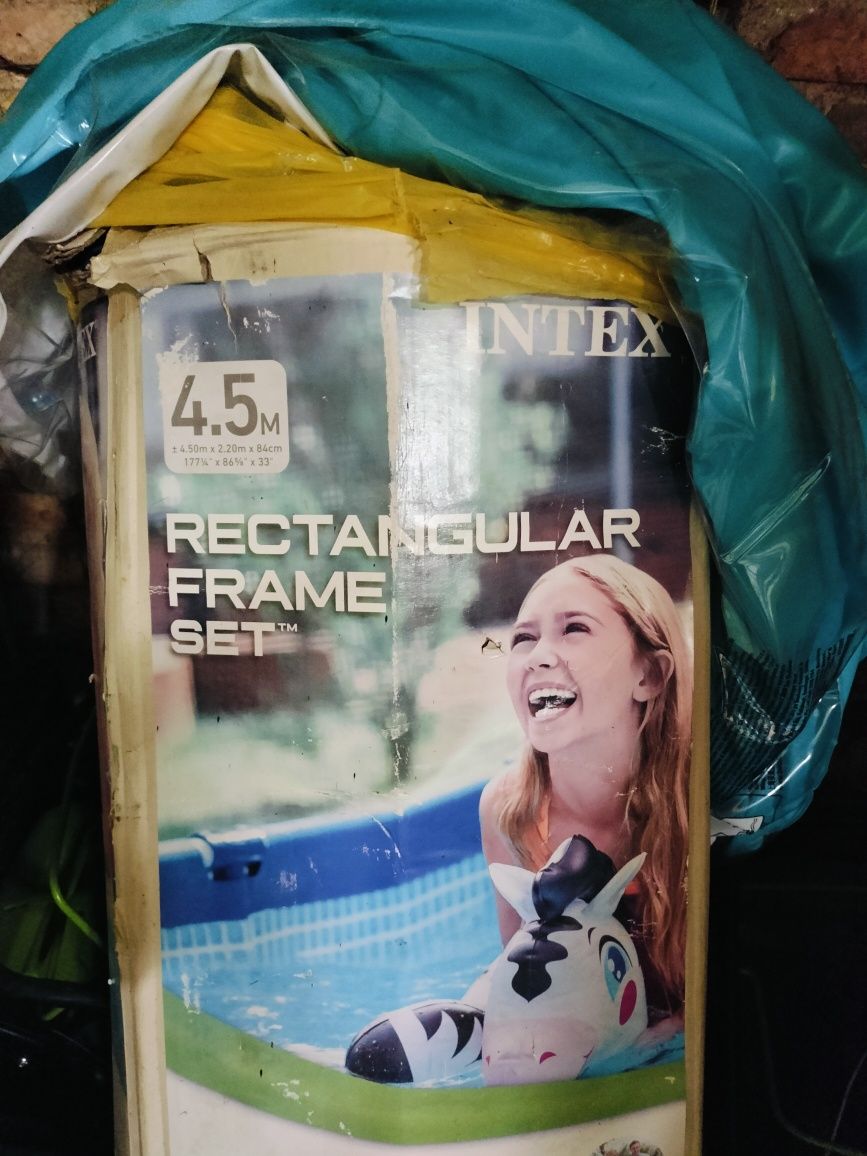 INTEX
4.5M
± 4.50m x 2.20m x 84cm
177¼" x 86⅝" x 33"
RECTANGULAR
FRAME
SET™